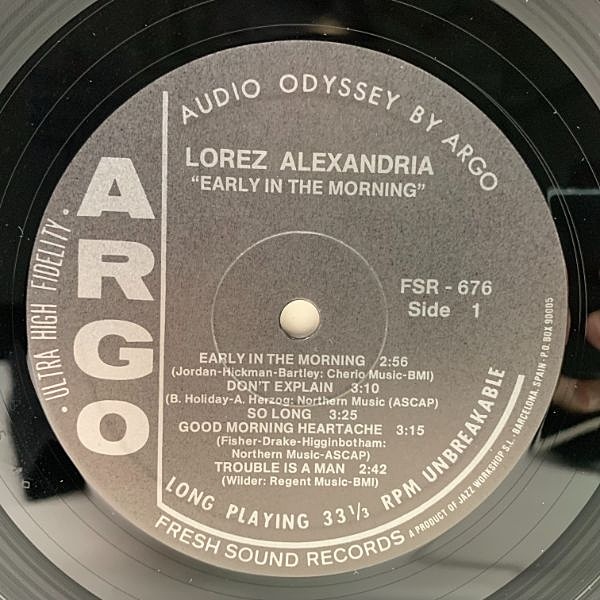 AUDIO ODYSSEY BY ARGO
ARGO
• ULTRA HIGH FIDELITY •
LOREZ ALEXANDRIA
"EARLY IN THE MORNING"
FSR - 676
Side 1
EARLY IN THE MORNING 2:56
(Jordan-Hickman-Bartley: Cherio Music-BMI)
DON'T EXPLAIN 3:10
(B. Holiday-A. Herzog: Northern Music (ASCAP)
SO LONG 3:25
GOOD MORNING HEARTACHE 3:15
(Fisher-Drake-Higginbotham:
Northern Music-ASCAP)
TROUBLE IS A MAN 2:42
(Wilder: Regent Music-BMI)
LONG PLAYING 33 1/3 RPM UNBREAKABLE
FRESH SOUND RECORDS A PRODUCT OF JAZZ WORKSHOP S.L. - BARCELONA, SPAIN - P.O. BOX 90005